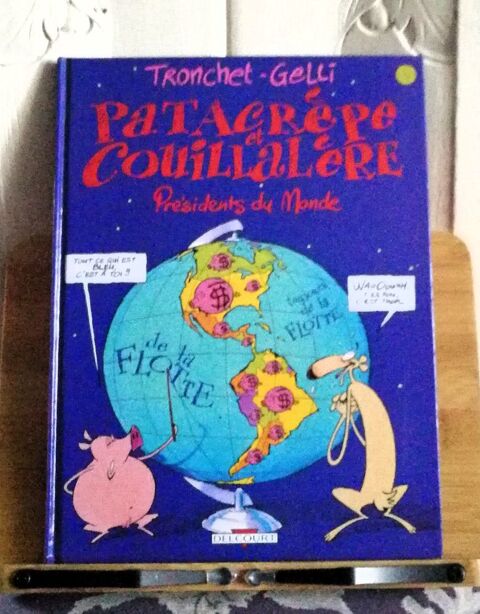 TRONCHET - GELLI
PATACRÊPE
et
COUILLALÈRE
Présidents du Monde
TOUT CE QUI EST
BLEU,
C'EST À TOI !!
de la
FLOTTE
de la
FLOTTE
DELCOURT